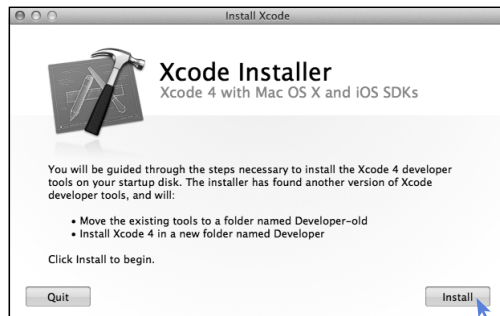 Install Xcode
Xcode Installer
Xcode 4 with Mac OS X and iOS SDKs
You will be guided through the steps necessary to install the Xcode 4 developer
tools on your startup disk. The installer has found another version of Xcode
developer tools, and will:
• Move the existing tools to a folder named Developer-old
• Install Xcode 4 in a new folder named Developer
Click Install to begin.
Quit
Install